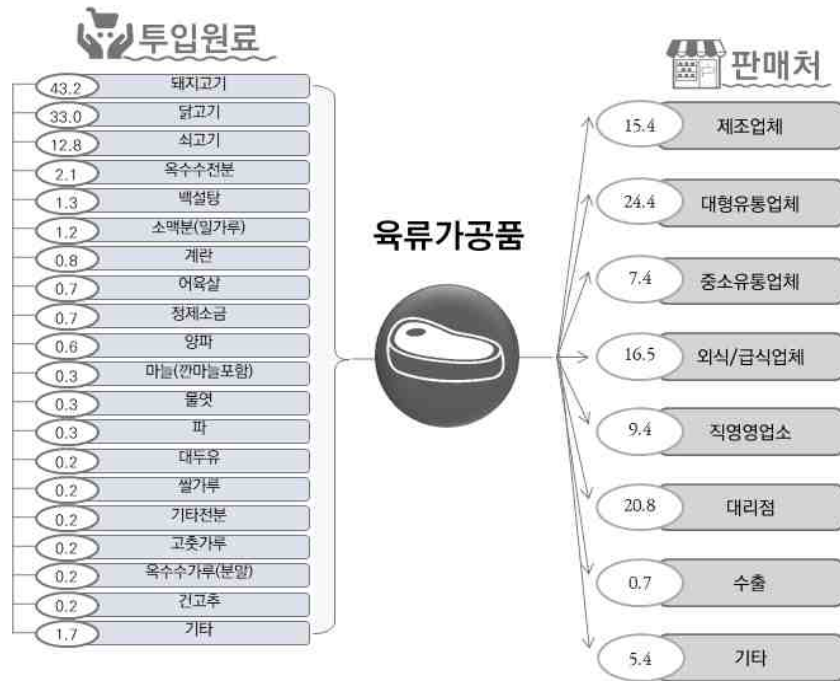 투입원료
43.2 돼지고기
33.0 닭고기
12.8 쇠고기
2.1 옥수수전분
1.3 백설탕
1.2 소맥분(밀가루)
0.8 계란
0.7 어육살
0.7 정제소금
0.6 양파
0.3 마늘(깐마늘포함)
0.3 물엿
0.3 파
0.2 대두유
0.2 쌀가루
0.2 기타전분
0.2 고춧가루
0.2 옥수수가루(분말)
0.2 건고추
1.7 기타
육류가공품
판매처
15.4 제조업체
24.4 대형유통업체
7.4 중소유통업체
16.5 외식/급식업체
9.4 직영영업소
20.8 대리점
0.7 수출
5.4 기타